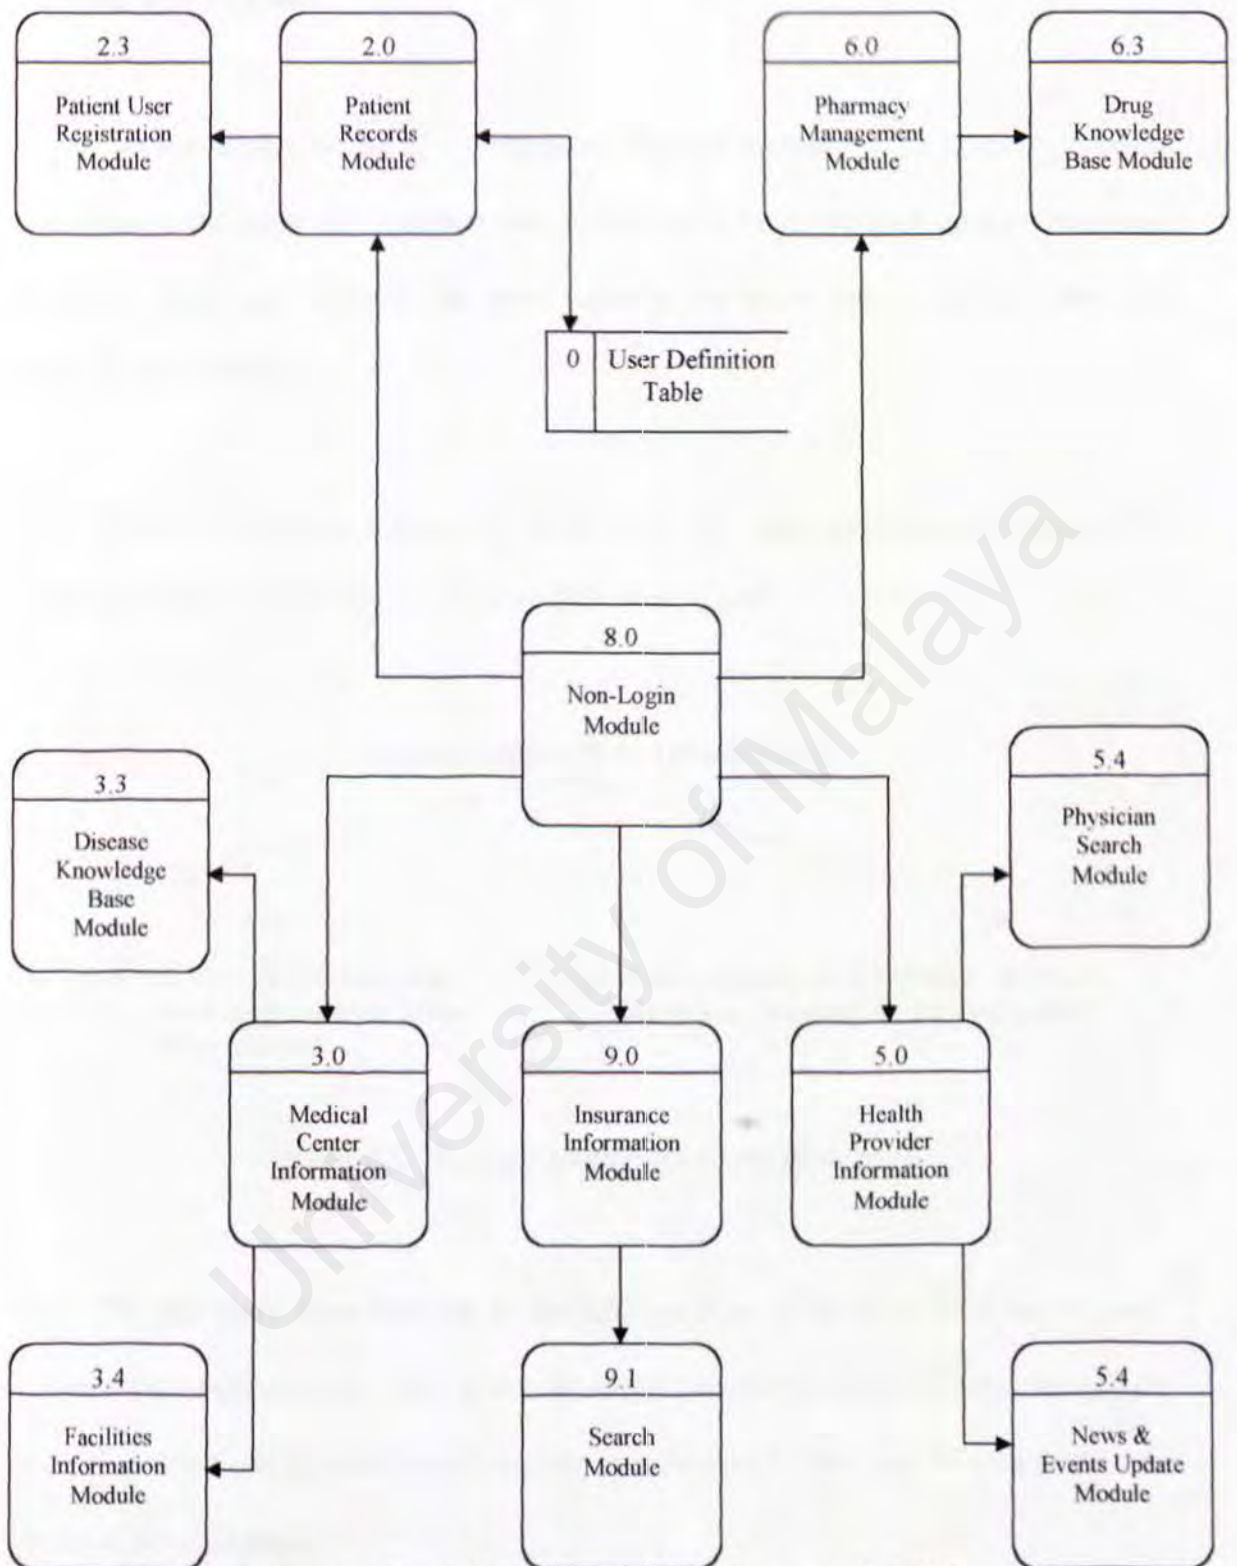 2.3
Patient User
Registration
Module
2.0
Patient
Records
Module
6.0
Pharmacy
Management
Module
6.3
Drug
Knowledge
Base Module
0
User Definition
Table
8.0
Non-Login
Module
3.3
Disease
Knowledge
Base
Module
5.4
Physician
Search
Module
3.0
Medical
Center
Information
Module
9.0
Insurance
Information
Module
5.0
Health
Provider
Information
Module
3.4
Facilities
Information
Module
9.1
Search
Module
5.4
News &
Events Update
Module
University of Malaya